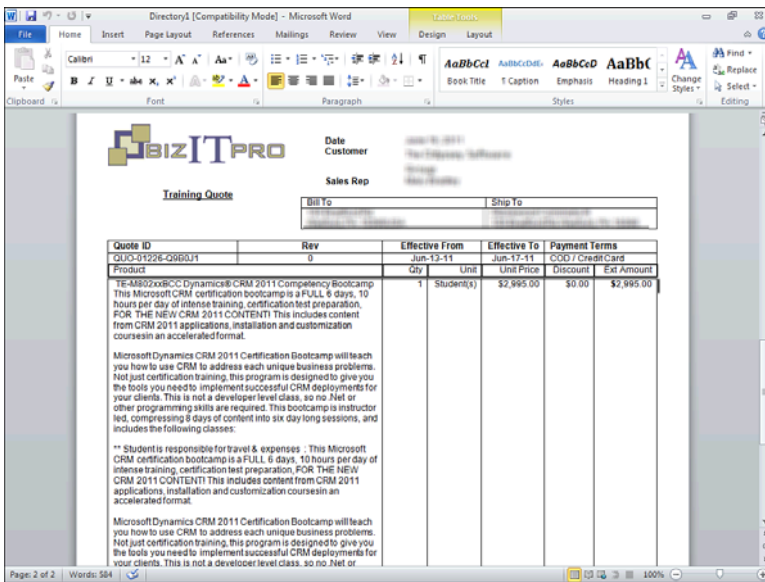 Directory1 [Compatibility Mode] - Microsoft Word
Table Tools
File Home Insert Page Layout References Mailings Review View Design Layout
Paste
Calibri 12
Find
Replace
Select
AaBbCcI AaBbCcDdE AaBbCcD AaBbC
Book Title T Caption Emphasis Heading 1 Change Styles
Clipboard Font Paragraph Styles Editing
BIZITPRO
Date
Customer
Sales Rep
Training Quote
Bill To Ship To
Quote ID Rev Effective From Effective To Payment Terms
QUO-01226-Q9B0J1 0 Jun-13-11 Jun-17-11 COD / Credit Card
Product Qty Unit Unit Price Discount Ext Amount
TE-M802xxBCC Dynamics® CRM 2011 Competency Bootcamp 1 Student(s) $2,995.00 $0.00 $2,995.00
This Microsoft CRM certification bootcamp is a FULL 6 days, 10
hours per day of intense training, certification test preparation,
FOR THE NEW CRM 2011 CONTENT! This includes content
from CRM 2011 applications, installation and customization
coursesin an accelerated format.
Microsoft Dynamics CRM 2011 Certification Bootcamp will teach
you how to use CRM to address each unique business problems.
Not just certification training, this program is designed to give you
the tools you need to implement successful CRM deployments for
your clients. This is not a developer level class, so no .Net or
other programming skills are required. This bootcamp is instructor
led, compressing 8 days of content into six day long sessions, and
includes the following classes:
** Student is responsible for travel & expenses : This Microsoft
CRM certification bootcamp is a FULL 6 days, 10 hours per day of
intense training, certification test preparation, FOR THE NEW
CRM 2011 CONTENT! This includes content from CRM 2011
applications, installation and customization coursesin an
accelerated format.
Microsoft Dynamics CRM 2011 Certification Bootcamp will teach
you how to use CRM to address each unique business problems.
Not just certification training, this program is designed to give you
the tools you need to implement successful CRM deployments for
your clients. This is not a developer level class, so no .Net or
Page: 2 of 2 Words: 584 100%